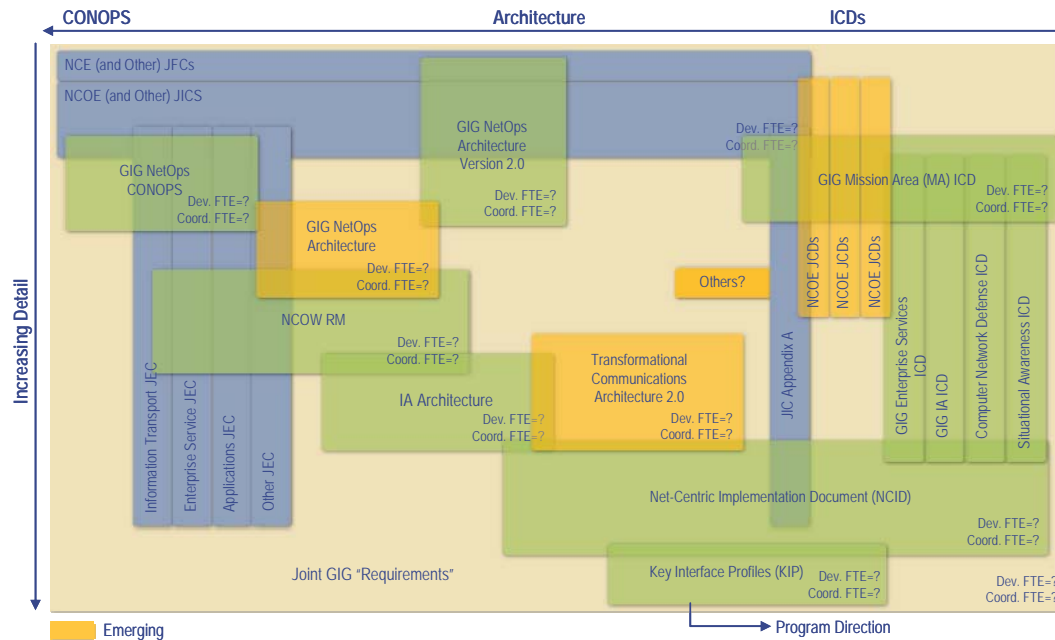 CONOPS
Architecture
ICDs
Increasing Detail
NCE (and Other) JFCs
NCOE (and Other) JICS
Dev. FTE=?
Coord. FTE=?
GIG NetOps
Architecture
Version 2.0
Dev. FTE=?
Coord. FTE=?
GIG NetOps
CONOPS
Dev. FTE=?
Coord. FTE=?
GIG Mission Area (MA) ICD
Dev. FTE=?
Coord. FTE=?
GIG NetOps
Architecture
Dev. FTE=?
Coord. FTE=?
NCOE JCDs
NCOE JCDs
NCOE JCDs
Others?
NCOW RM
Dev. FTE=?
Coord. FTE=?
Information Transport JEC
Enterprise Service JEC
Applications JEC
Other JEC
IA Architecture
Dev. FTE=?
Coord. FTE=?
Transformational
Communications
Architecture 2.0
Dev. FTE=?
Coord. FTE=?
JIC Appendix A
GIG Enterprise Services
ICD
GIG IA ICD
Computer Network Defense ICD
Situational Awareness ICD
Net-Centric Implementation Document (NCID)
Dev. FTE=?
Coord. FTE=?
Joint GIG “Requirements”
Key Interface Profiles (KIP)
Dev. FTE=?
Coord. FTE=?
Dev. FTE=?
Coord. FTE=?
Emerging
Program Direction